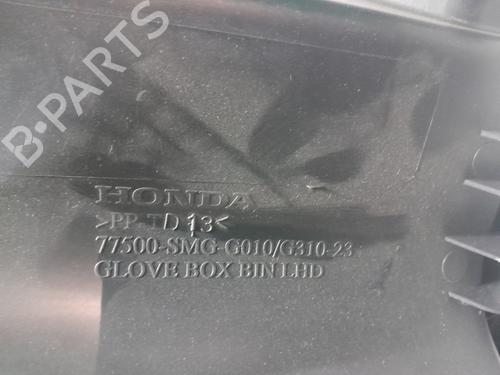 B-PARTS
HONDA
>PP-TD 13<
77500-SMG-G010/G310-23
GLOVE BOX BIN LHD